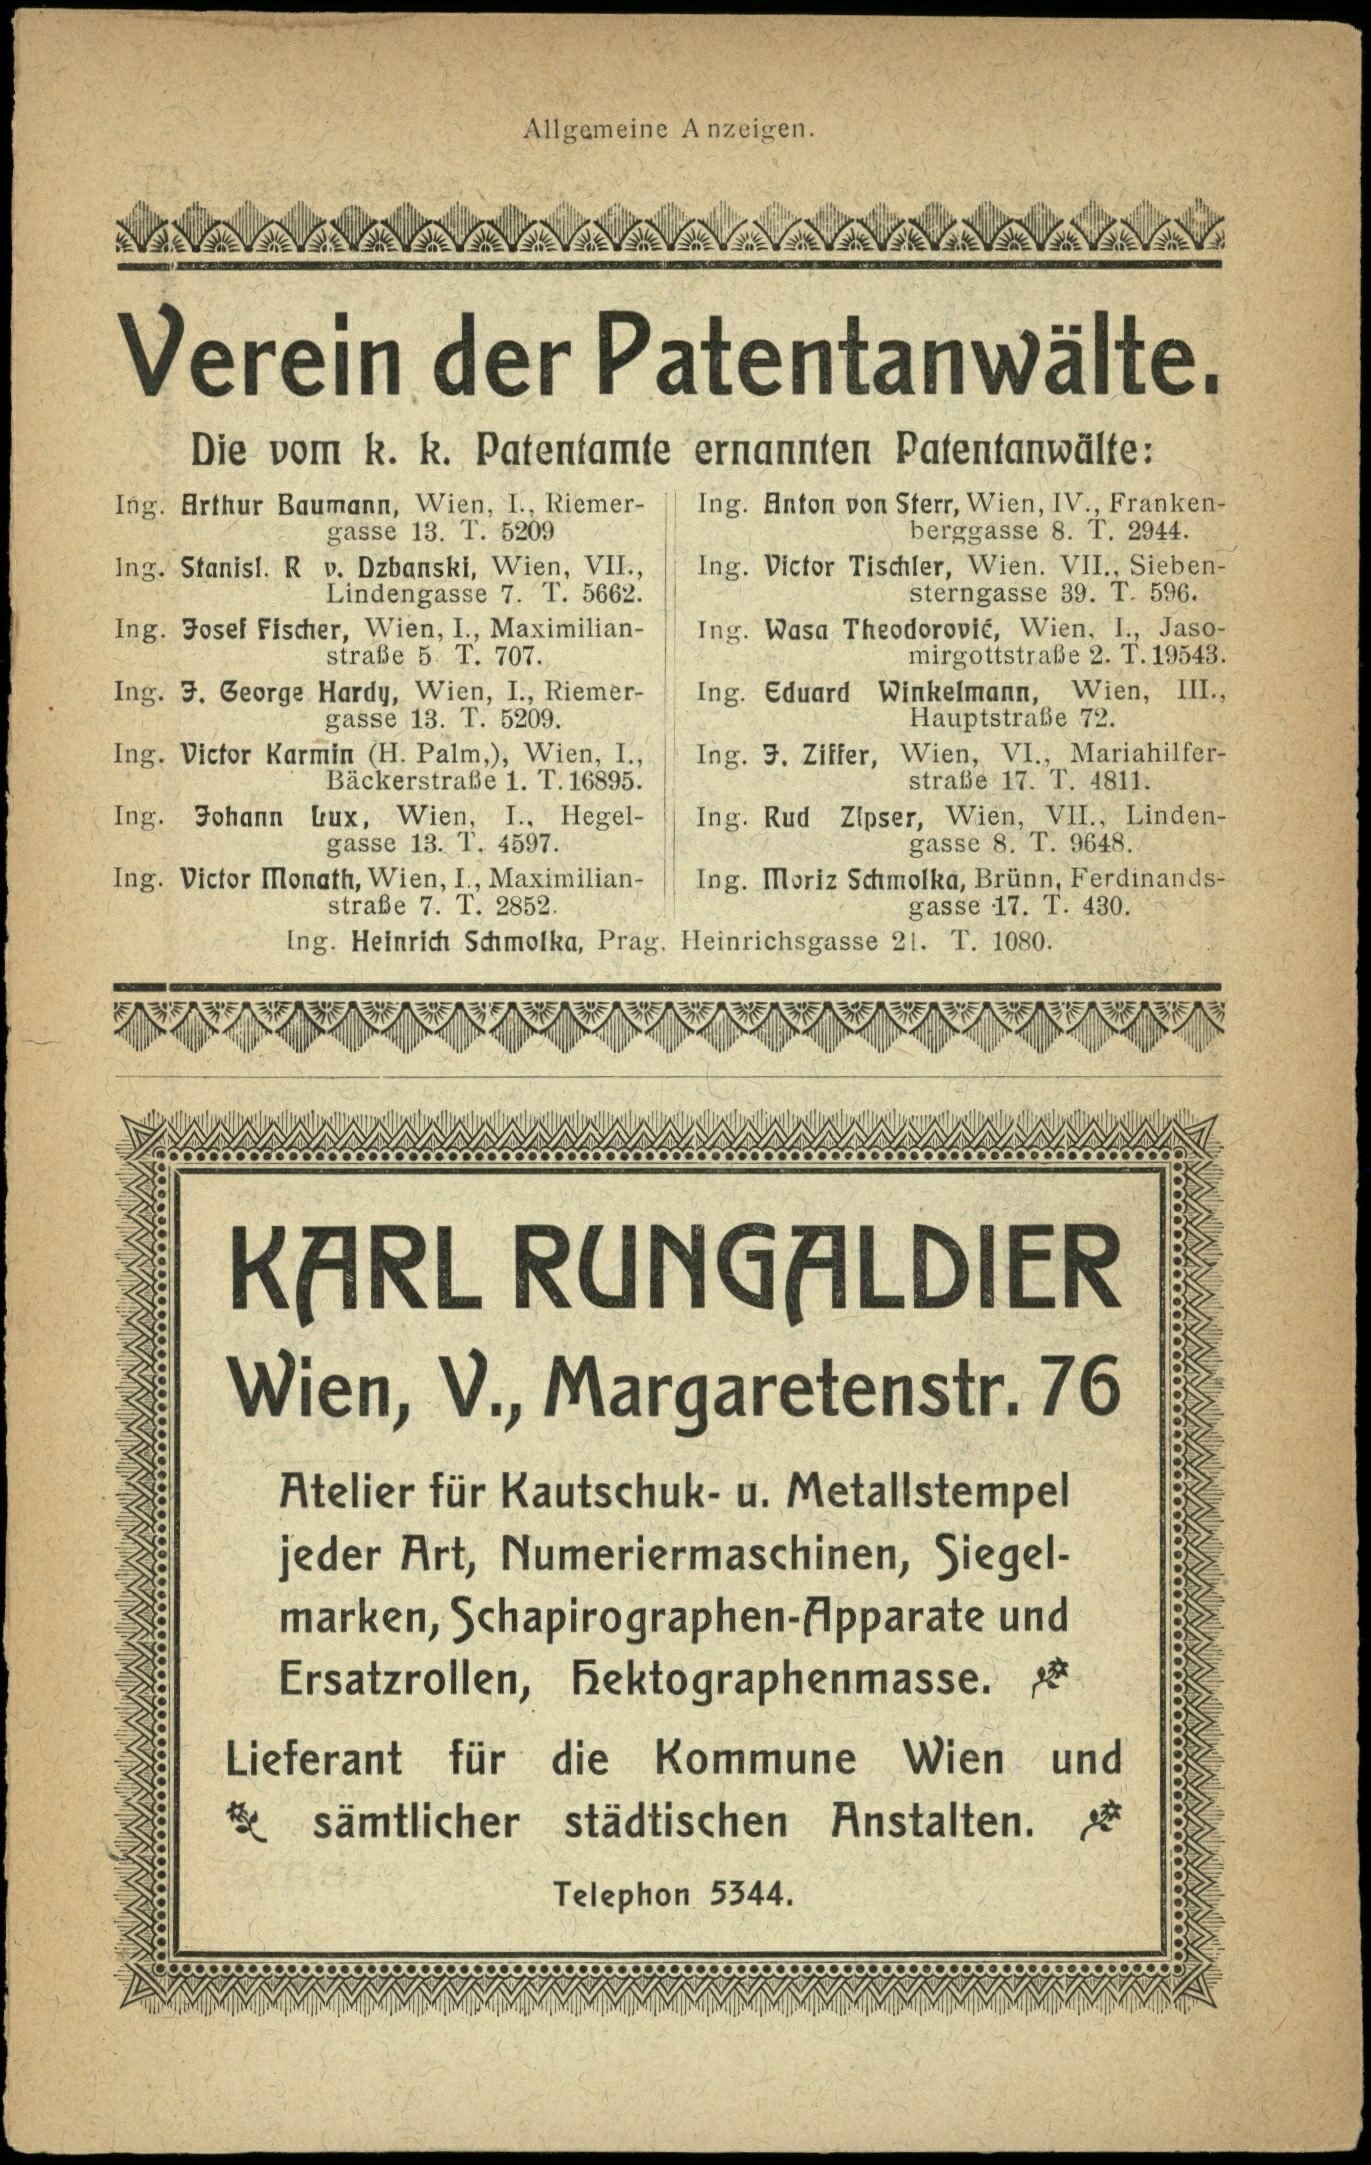 Allgemeine Anzeigen.
Verein der Patentanwälte.
Die vom k. k. Patentamte ernannten Patentanwälte:
Ing. Arthur Baumann, Wien, I., Riemer-
gasse 13. T. 5209
Ing. Stanisl. R v. Dzbanski, Wien, VII.,
Lindengasse 7. T. 5662.
Ing. Josef Fischer, Wien, I., Maximilian-
straße 5 T. 707.
Ing. J. George Hardy, Wien, I., Riemer-
gasse 13. T. 5209.
Ing. Victor Karmin (H. Palm,), Wien, I.,
Bäckerstraße 1. T. 16895.
Ing. Johann Lux, Wien, I., Hegel-
gasse 13. T. 4597.
Ing. Victor Monath, Wien, I., Maximilian-
straße 7. T. 2852.
Ing. Anton von Sterr, Wien, IV., Franken-
berggasse 8. T. 2944.
Ing. Victor Tischler, Wien. VII., Sieben-
sterngasse 39. T. 596.
Ing. Wasa Theodorović, Wien, I., Jaso-
mirgottstraße 2. T. 19543.
Ing. Eduard Winkelmann, Wien, III.,
Hauptstraße 72.
Ing. J. Ziffer, Wien, VI., Mariahilfer-
straße 17. T. 4811.
Ing. Rud Zipser, Wien, VII., Linden-
gasse 8. T. 9648.
Ing. Moriz Schmolka, Brünn, Ferdinands-
gasse 17. T. 430.
Ing. Heinrich Schmolka, Prag, Heinrichsgasse 21. T. 1080.
KARL RUNGALDIER
Wien, V., Margaretenstr. 76
Atelier für Kautschuk- u. Metallstempel
jeder Art, Numeriermaschinen, Siegel-
marken, Schapirographen-Apparate und
Ersatzrollen, Hektographenmasse.
Lieferant für die Kommune Wien und
sämtlicher städtischen Anstalten.
Telephon 5344.